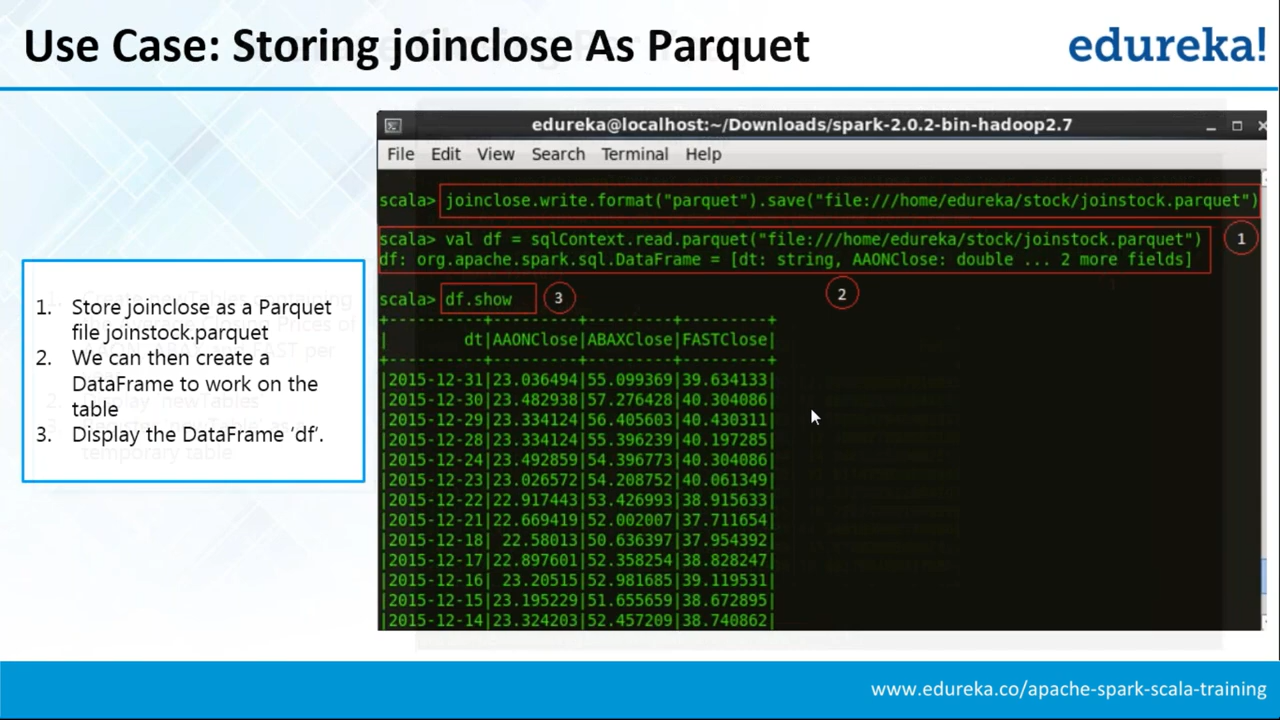 Use Case: Storing joinclose As Parquet
edureka!
edureka@localhost:~/Downloads/spark-2.0.2-bin-hadoop2.7
File Edit View Search Terminal Help
scala> joinclose.write.format("parquet").save("file:///home/edureka/stock/joinstock.parquet")
1
scala> val df = sqlContext.read.parquet("file:///home/edureka/stock/joinstock.parquet")
df: org.apache.spark.sql.DataFrame = [dt: string, AAONClose: double ... 2 more fields]
2
scala> df.show
3
+----------+---------+---------+---------+
|        dt|AAONClose|ABAXClose|FASTClose|
+----------+---------+---------+---------+
|2015-12-31|23.036494|55.099369|39.634133|
|2015-12-30|23.482938|57.276428|40.304086|
|2015-12-29|23.334124|56.405603|40.430311|
|2015-12-28|23.334124|55.396239|40.197285|
|2015-12-24|23.492859|54.396773|40.304086|
|2015-12-23|23.026572|54.208752|40.061349|
|2015-12-22|22.917443|53.426993|38.915633|
|2015-12-21|22.669419|52.002007|37.711654|
|2015-12-18| 22.58013|50.636397|37.954392|
|2015-12-17|22.897601|52.358254|38.828247|
|2015-12-16| 23.20515|52.981685|39.119531|
|2015-12-15|23.195229|51.655659|38.672895|
|2015-12-14|23.324203|52.457209|38.740862|
1. Store joinclose as a Parquet
file joinstock.parquet
2. We can then create a
DataFrame to work on the
table
3. Display the DataFrame ‘df’.
www.edureka.co/apache-spark-scala-training